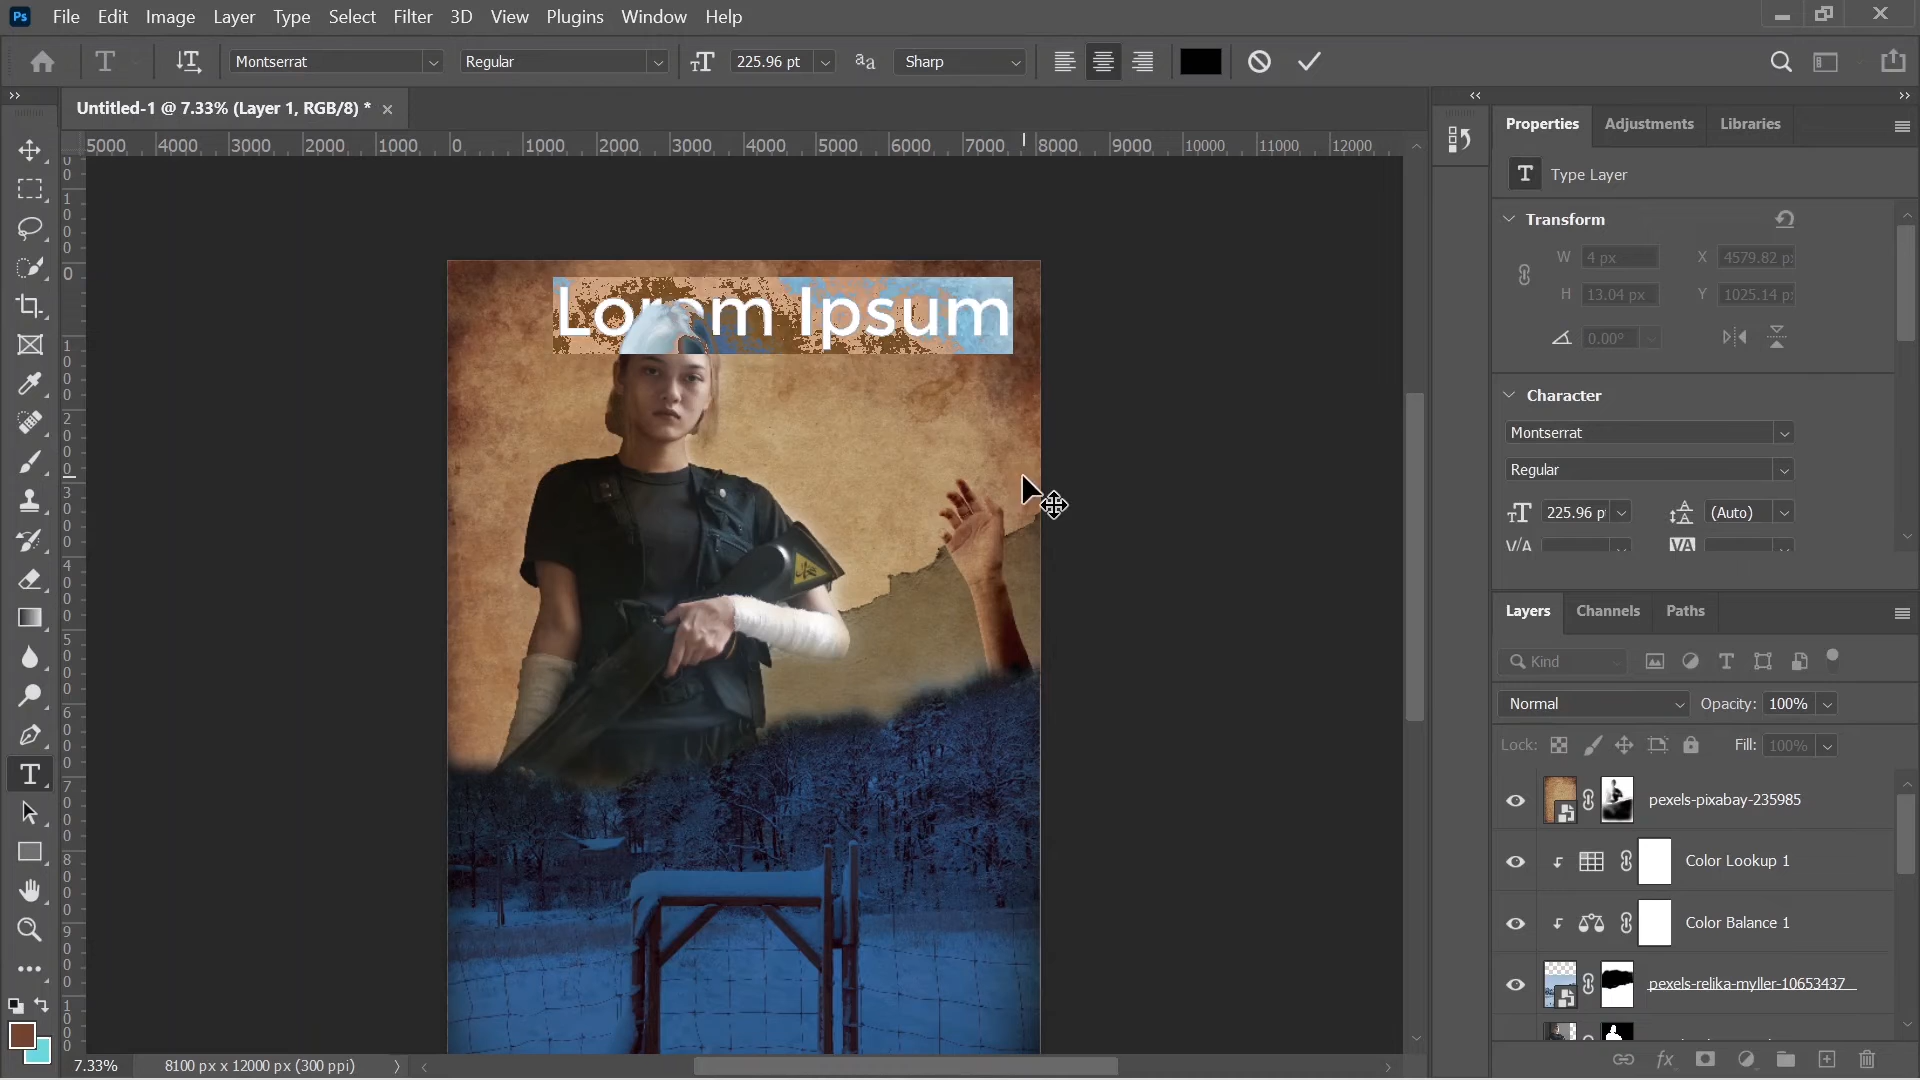 Ps File Edit Image Layer Type Select Filter 3D View Plugins Window Help
T Montserrat Regular 225.96 pt aa Sharp
Untitled-1 @ 7.33% (Layer 1, RGB/8) * ×
5000 4000 3000 2000 1000 0 1000 2000 3000 4000 5000 6000 7000 8000 9000 10000 11000 12000
Lorem Ipsum
Properties Adjustments Libraries
T Type Layer
Transform
W 4 px X 4579.82 p
H 13.04 px Y 1025.14 p
0.00°
Character
Montserrat
Regular
225.96 p (Auto)
V/A VA
Layers Channels Paths
Kind
Normal Opacity: 100%
Lock: Fill: 100%
pexels-pixabay-235985
Color Lookup 1
Color Balance 1
pexels-relika-myller-10653437
fx
7.33% 8100 px x 12000 px (300 ppi)